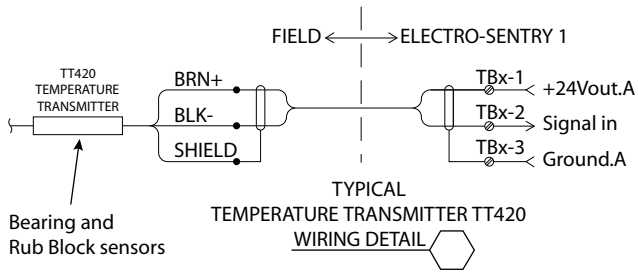 FIELD
ELECTRO-SENTRY 1
TT420
TEMPERATURE
TRANSMITTER
BRN+
BLK-
SHIELD
TBx-1
+24Vout.A
TBx-2
Signal in
TBx-3
Ground.A
Bearing and
Rub Block sensors
TYPICAL
TEMPERATURE TRANSMITTER TT420
WIRING DETAIL